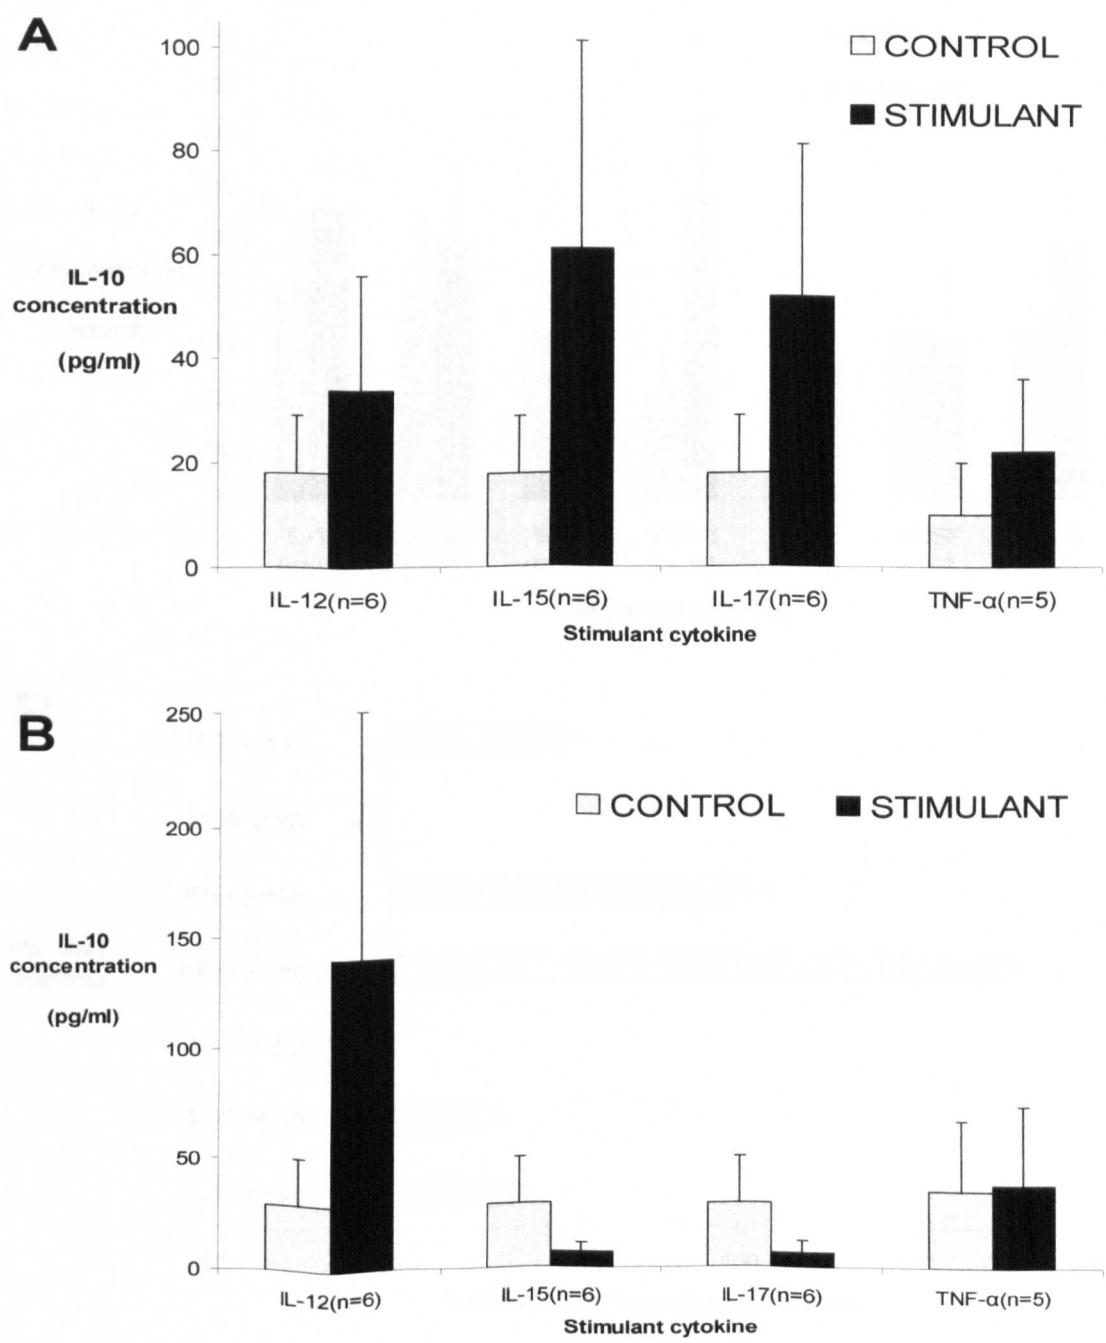 A
CONTROL
STIMULANT
100
80
60
40
20
0
IL-10
concentration
(pg/ml)
IL-12(n=6)
IL-15(n=6)
IL-17(n=6)
TNF-α(n=5)
Stimulant cytokine
B
CONTROL
STIMULANT
250
200
150
100
50
0
IL-10
concentration
(pg/ml)
IL-12(n=6)
IL-15(n=6)
IL-17(n=6)
TNF-α(n=5)
Stimulant cytokine